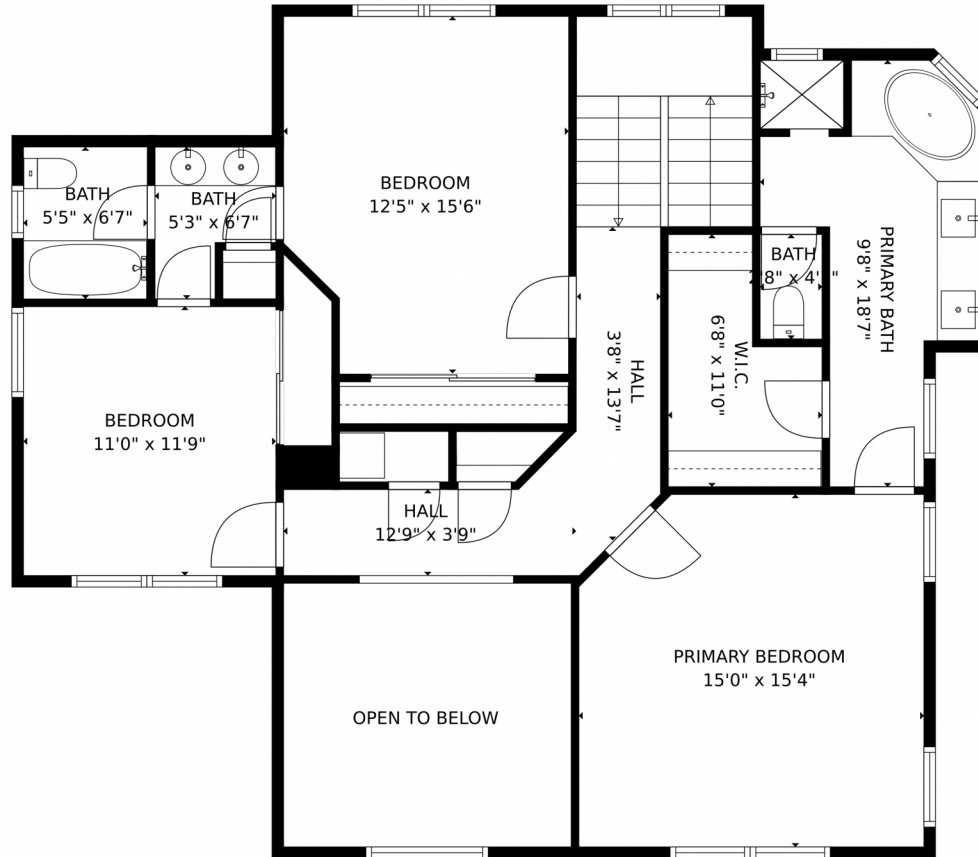 BEDROOM
12'5" x 15'6"
BATH
5'5" x 6'7"
BATH
5'3" x 6'7"
BATH
PRIMARY BATH
9'8" x 18'7"
W.I.C.
6'8" x 11'0"
HALL
3'8" x 13'7"
BEDROOM
11'0" x 11'9"
HALL
12'9" x 3'9"
PRIMARY BEDROOM
15'0" x 15'4"
OPEN TO BELOW